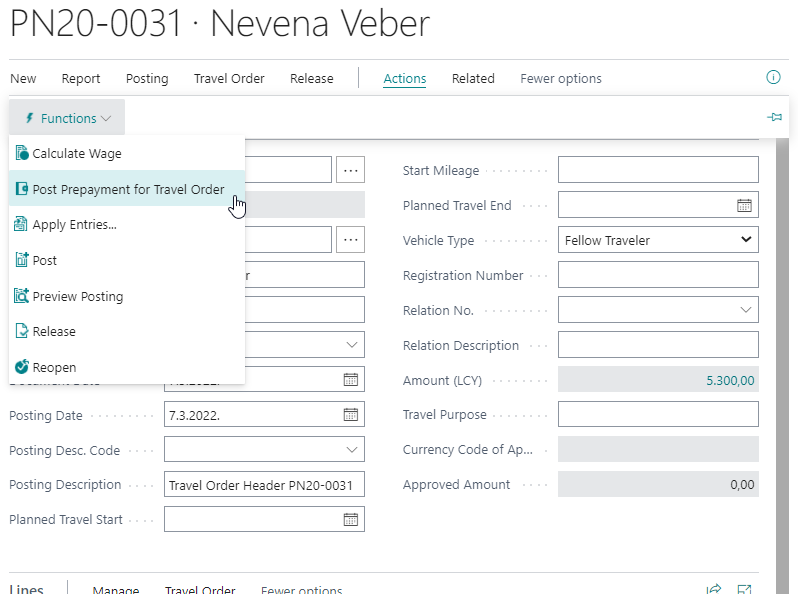 PN20-0031 · Nevena Veber
New Report Posting Travel Order Release Actions Related Fewer options
Functions
Calculate Wage
Post Prepayment for Travel Order
Apply Entries...
Post
Preview Posting
Release
Reopen
Posting Date 7.3.2022.
Posting Desc. Code
Posting Description Travel Order Header PN20-0031
Planned Travel Start
Start Mileage
Planned Travel End
Vehicle Type Fellow Traveler
Registration Number
Relation No.
Relation Description
Amount (LCY) 5.300,00
Travel Purpose
Currency Code of Ap...
Approved Amount 0,00
Lines Manage Travel Order Fewer options